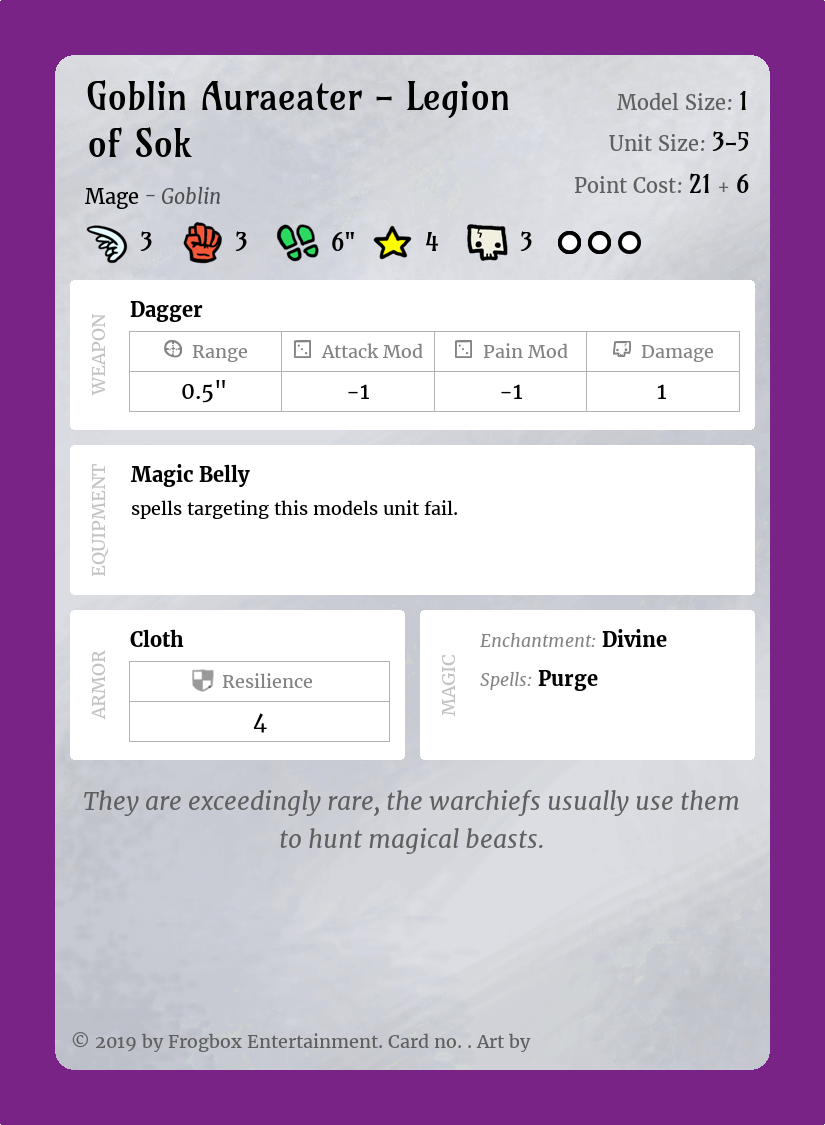 Goblin Auraeater – Legion
of Sok
Model Size: 1
Unit Size: 3–5
Point Cost: 21 + 6
Mage – Goblin
3 3 6" 4 3
WEAPON
Dagger
Range Attack Mod Pain Mod Damage
0.5" -1 -1 1
EQUIPMENT
Magic Belly
spells targeting this models unit fail.
ARMOR
Cloth
Resilience
4
MAGIC
Enchantment: Divine
Spells: Purge
They are exceedingly rare, the warchiefs usually use them
to hunt magical beasts.
© 2019 by Frogbox Entertainment. Card no. . Art by